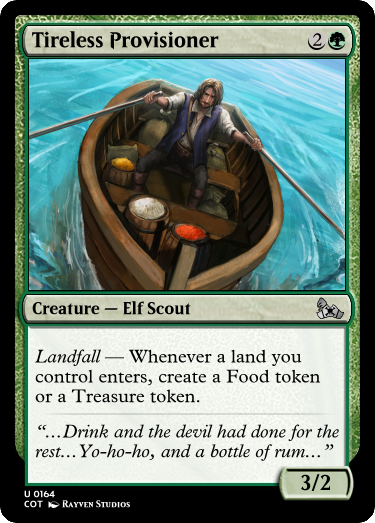 Tireless Provisioner 2
Creature — Elf Scout
Landfall — Whenever a land you
control enters, create a Food token
or a Treasure token.
“…Drink and the devil had done for the
rest…Yo-ho-ho, and a bottle of rum…”
3/2
U 0164
COT Rayven Studios